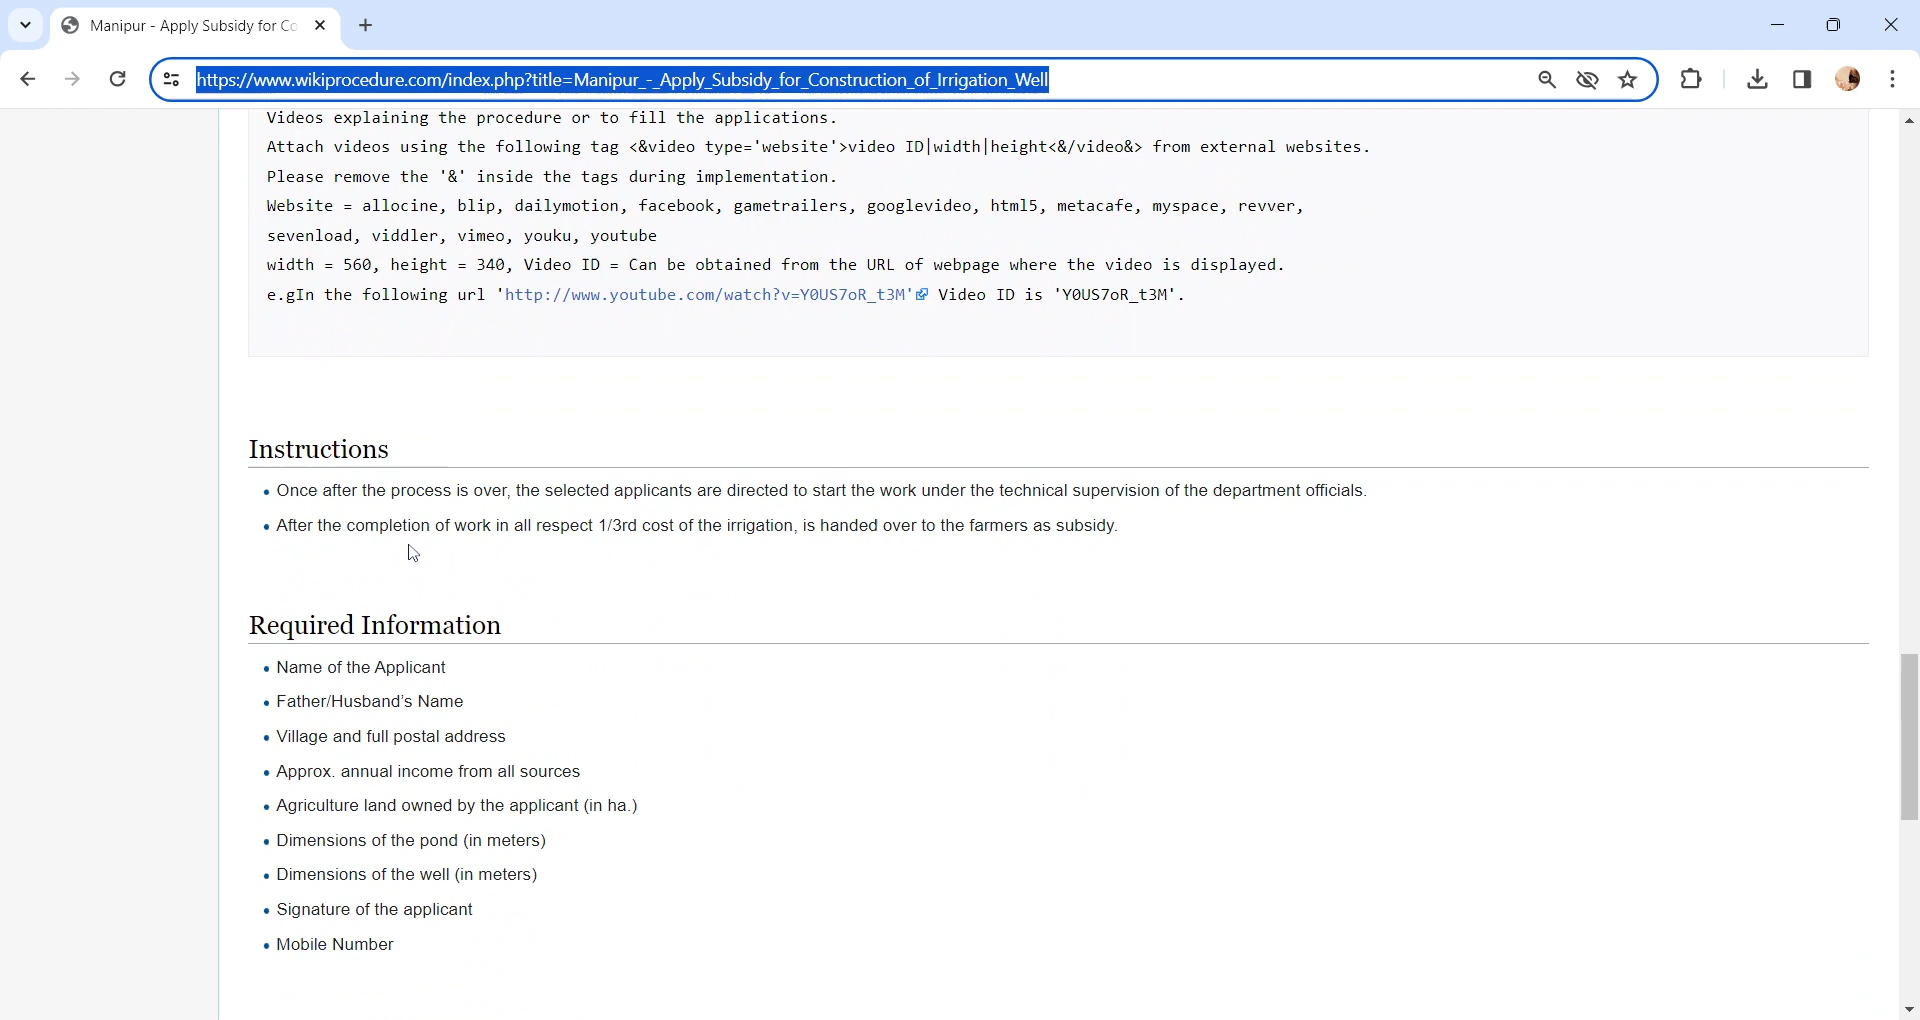 Manipur - Apply Subsidy for Co
https://www.wikiprocedure.com/index.php?title=Manipur_-_Apply_Subsidy_for_Construction_of_Irrigation_Well
Videos explaining the procedure or to fill the applications.
Attach videos using the following tag <&video type='website'>video ID|width|height<&/video&> from external websites.
Please remove the '&' inside the tags during implementation.
Website = allocine, blip, dailymotion, facebook, gametrailers, googlevideo, html5, metacafe, myspace, revver,
sevenload, viddler, vimeo, youku, youtube
width = 560, height = 340, Video ID = Can be obtained from the URL of webpage where the video is displayed.
e.gIn the following url 'http://www.youtube.com/watch?v=Y0US7oR_t3M' Video ID is 'Y0US7oR_t3M'.
Instructions
• Once after the process is over, the selected applicants are directed to start the work under the technical supervision of the department officials.
• After the completion of work in all respect 1/3rd cost of the irrigation, is handed over to the farmers as subsidy.
Required Information
• Name of the Applicant
• Father/Husband's Name
• Village and full postal address
• Approx. annual income from all sources
• Agriculture land owned by the applicant (in ha.)
• Dimensions of the pond (in meters)
• Dimensions of the well (in meters)
• Signature of the applicant
• Mobile Number